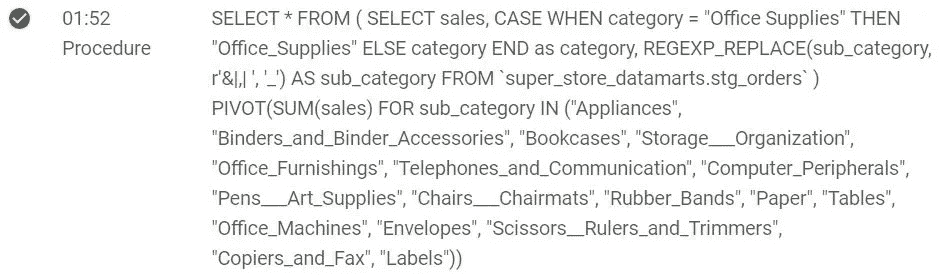 01:52 SELECT * FROM ( SELECT sales, CASE WHEN category = "Office Supplies" THEN
Procedure "Office_Supplies" ELSE category END as category, REGEXP_REPLACE(sub_category,
r'&|,| ', '_') AS sub_category FROM `super_store_datamarts.stg_orders` )
PIVOT(SUM(sales) FOR sub_category IN ("Appliances",
"Binders_and_Binder_Accessories", "Bookcases", "Storage___Organization",
"Office_Furnishings", "Telephones_and_Communication", "Computer_Peripherals",
"Pens___Art_Supplies", "Chairs___Chairmats", "Rubber_Bands", "Paper", "Tables",
"Office_Machines", "Envelopes", "Scissors__Rulers_and_Trimmers",
"Copiers_and_Fax", "Labels"))